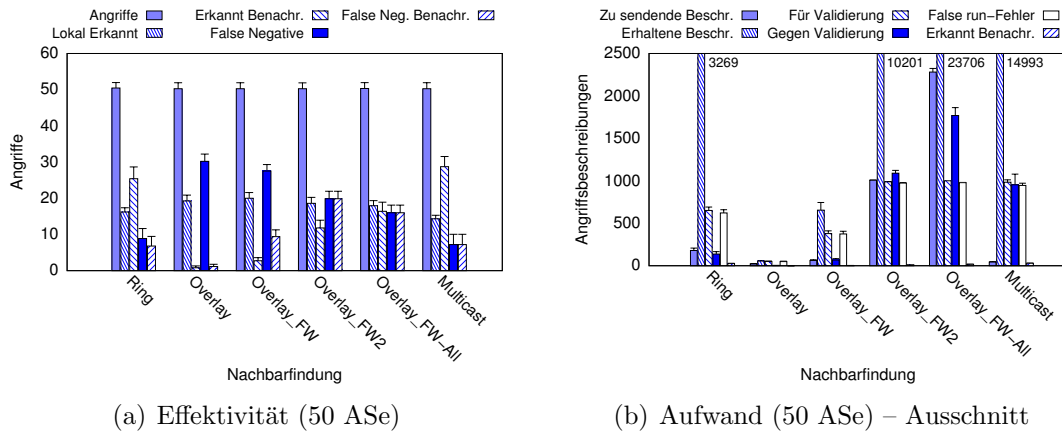 Angriffe
Lokal Erkannt
Erkannt Benachr.
False Negative
False Neg. Benachr.
60
50
40
30
20
10
0
Angriffe
Ring
Overlay
Overlay_FW
Overlay_FW2
Overlay_FW−All
Multicast
Nachbarfindung
(a) Effektivität (50 ASe)
Zu sendende Beschr.
Erhaltene Beschr.
Für Validierung
Gegen Validierung
False run−Fehler
Erkannt Benachr.
2500
2000
1500
1000
500
0
Angriffsbeschreibungen
3269
10201
23706
14993
Ring
Overlay
Overlay_FW
Overlay_FW2
Overlay_FW−All
Multicast
Nachbarfindung
(b) Aufwand (50 ASe) – Ausschnitt